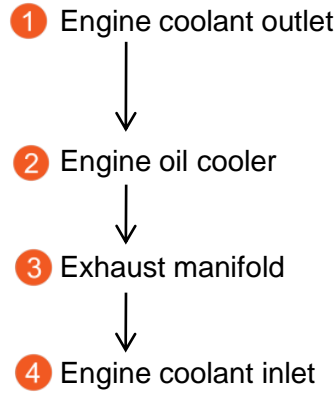 1 Engine coolant outlet
2 Engine oil cooler
3 Exhaust manifold
4 Engine coolant inlet